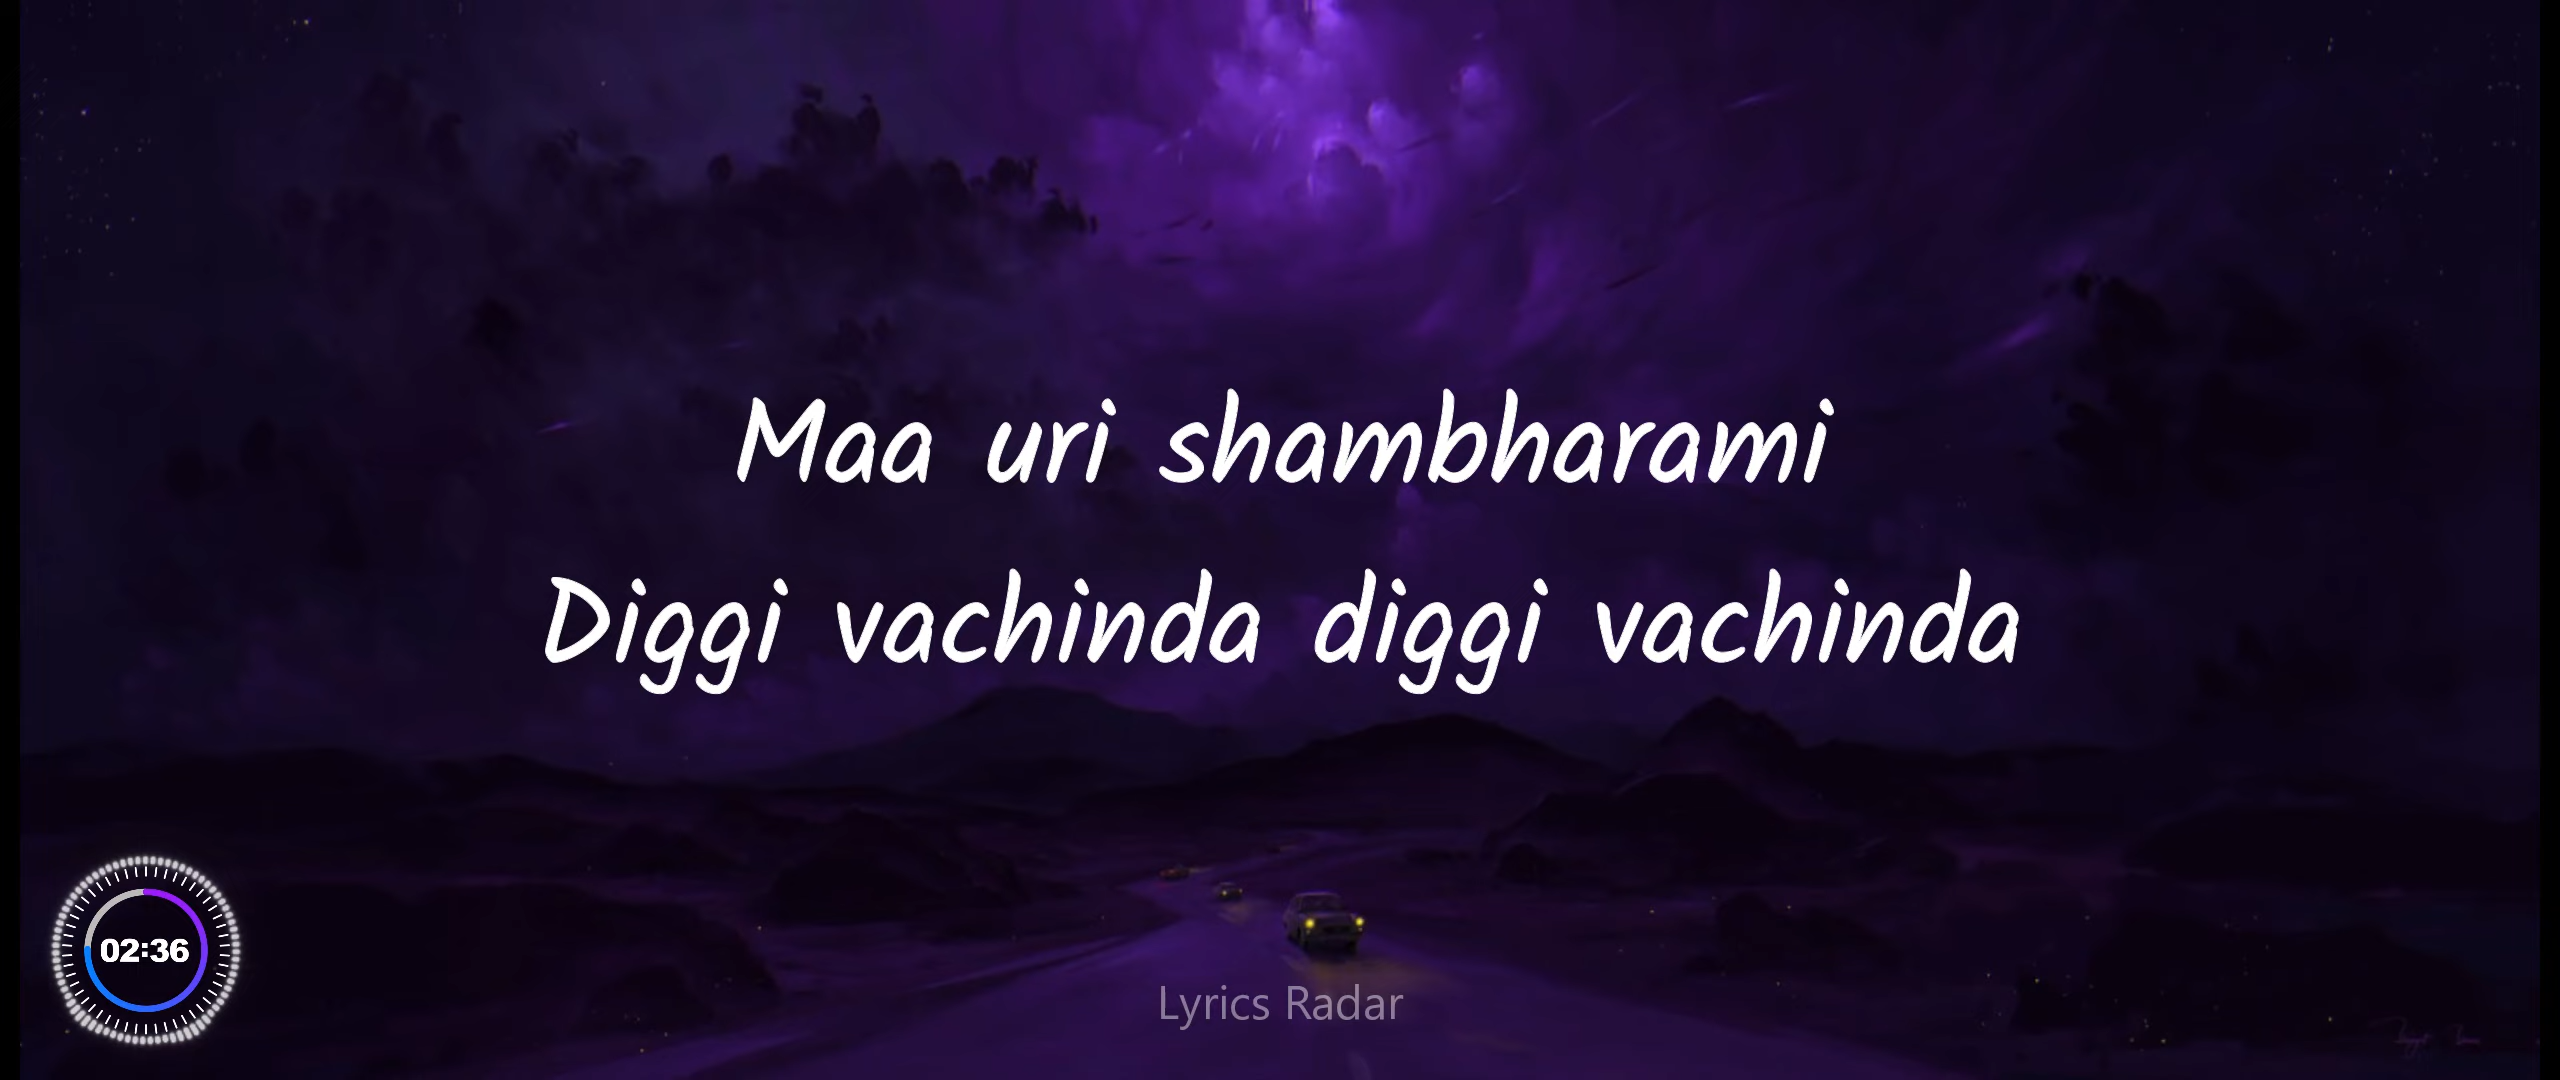 Maa uri shambharami
Diggi vachinda diggi vachinda
02:36
Lyrics Radar